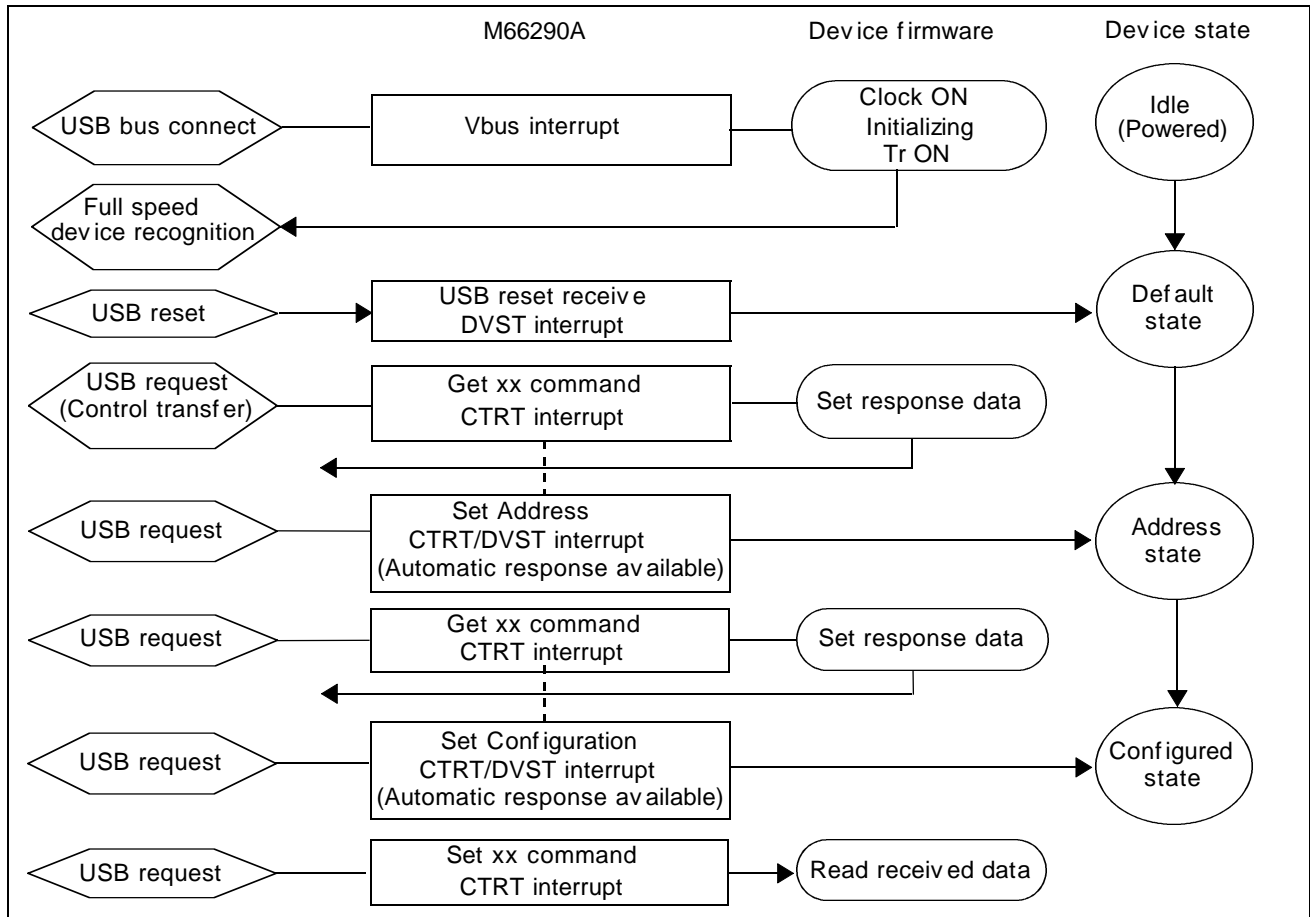 M66290A
Device firmware
Device state
USB bus connect
Vbus interrupt
Clock ON
Initializing
Tr ON
Idle
(Powered)
Full speed
device recognition
USB reset
USB reset receive
DVST interrupt
Default
state
USB request
(Control transfer)
Get xx command
CTRT interrupt
Set response data
USB request
Set Address
CTRT/DVST interrupt
(Automatic response available)
Address
state
USB request
Get xx command
CTRT interrupt
Set response data
USB request
Set Configuration
CTRT/DVST interrupt
(Automatic response available)
Configured
state
USB request
Set xx command
CTRT interrupt
Read received data